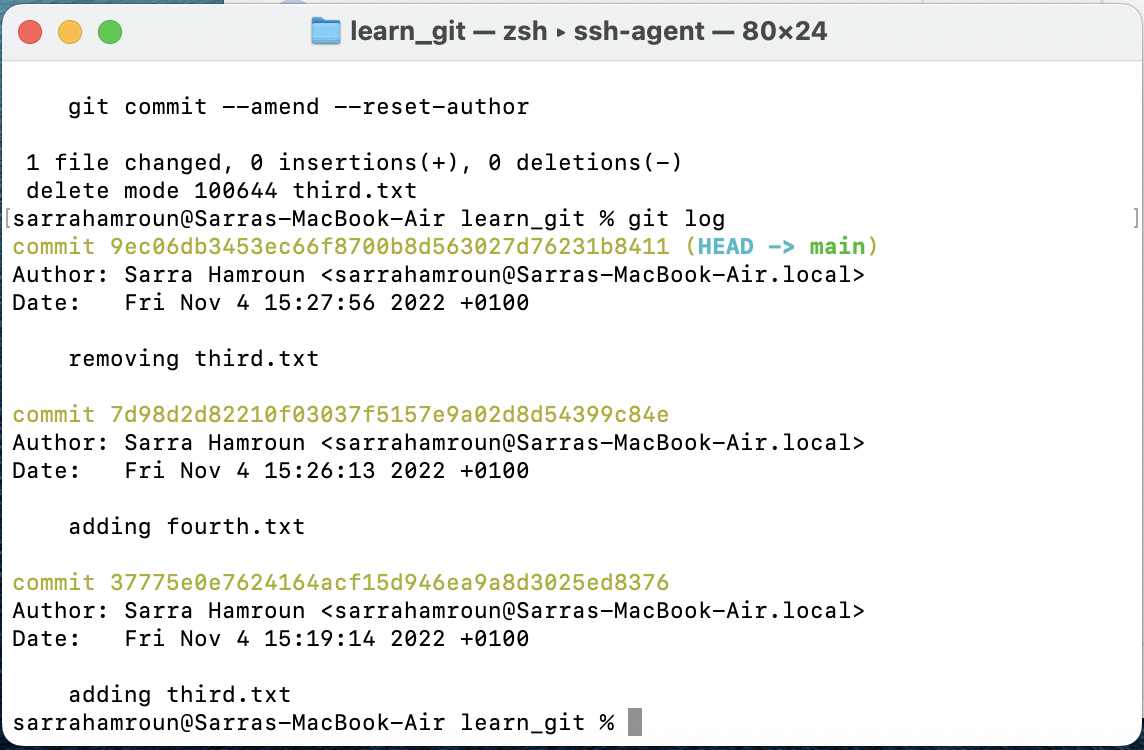 learn_git — zsh ▸ ssh-agent — 80×24
git commit --amend --reset-author
1 file changed, 0 insertions(+), 0 deletions(-)
delete mode 100644 third.txt
[sarrahamroun@Sarras-MacBook-Air learn_git % git log ]
commit 9ec06db3453ec66f8700b8d563027d76231b8411 (HEAD -> main)
Author: Sarra Hamroun <sarrahamroun@Sarras-MacBook-Air.local>
Date:   Fri Nov 4 15:27:56 2022 +0100
removing third.txt
commit 7d98d2d82210f03037f5157e9a02d8d54399c84e
Author: Sarra Hamroun <sarrahamroun@Sarras-MacBook-Air.local>
Date:   Fri Nov 4 15:26:13 2022 +0100
adding fourth.txt
commit 37775e0e7624164acf15d946ea9a8d3025ed8376
Author: Sarra Hamroun <sarrahamroun@Sarras-MacBook-Air.local>
Date:   Fri Nov 4 15:19:14 2022 +0100
adding third.txt
sarrahamroun@Sarras-MacBook-Air learn_git %